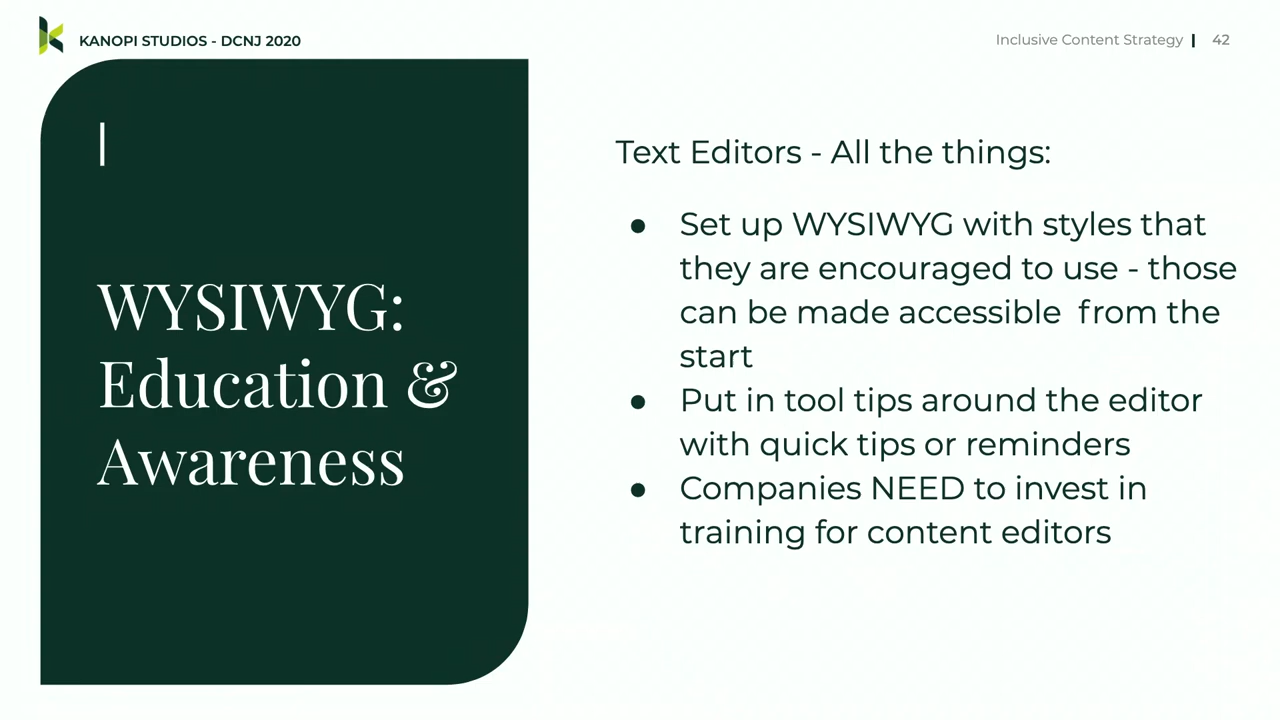 KANOPI STUDIOS - DCNJ 2020
Inclusive Content Strategy | 42
WYSIWYG:
Education &
Awareness
Text Editors - All the things:
● Set up WYSIWYG with styles that
they are encouraged to use - those
can be made accessible from the
start
● Put in tool tips around the editor
with quick tips or reminders
● Companies NEED to invest in
training for content editors